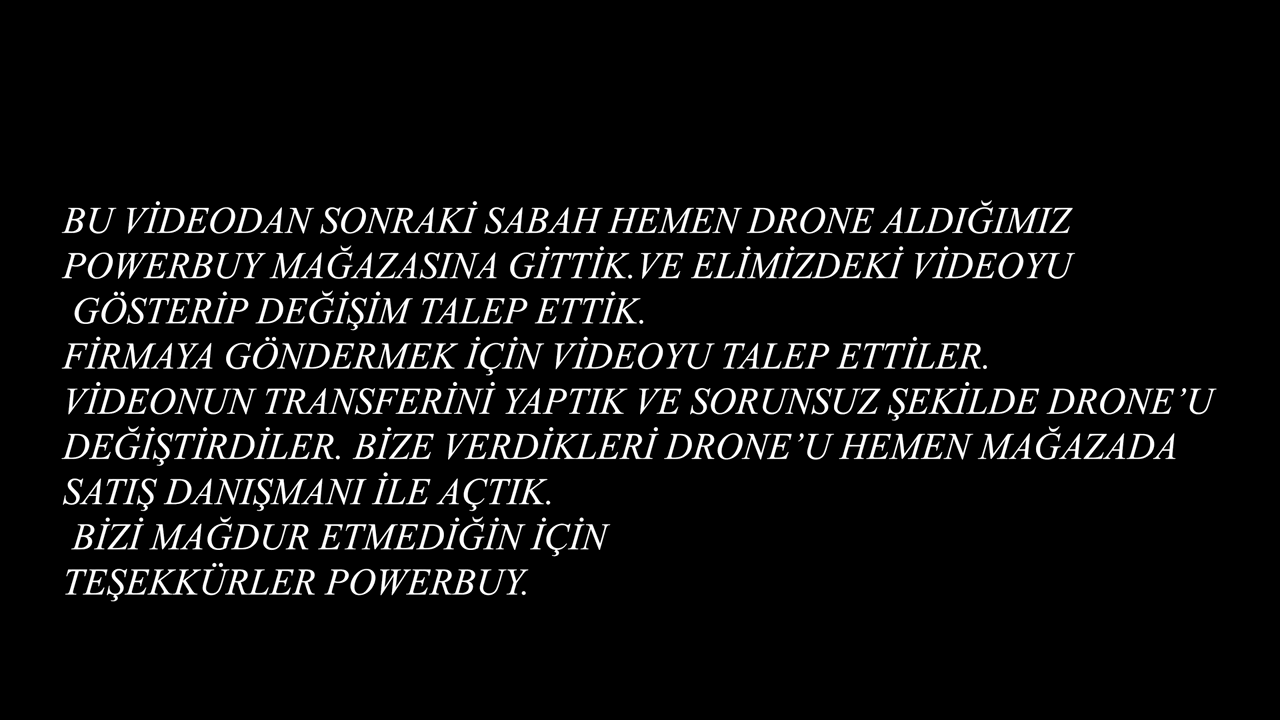 BU VİDEODAN SONRAKİ SABAH HEMEN DRONE ALDIĞIMIZ
POWERBUY MAĞAZASINA GİTTİK.VE ELİMİZDEKİ VİDEOYU
GÖSTERİP DEĞİŞİM TALEP ETTİK.
FİRMAYA GÖNDERMEK İÇİN VİDEOYU TALEP ETTİLER.
VİDEONUN TRANSFERİNİ YAPTIK VE SORUNSUZ ŞEKİLDE DRONE’U
DEĞİŞTİRDİLER. BİZE VERDİKLERİ DRONE’U HEMEN MAĞAZADA
SATIŞ DANIŞMANI İLE AÇTIK.
BİZİ MAĞDUR ETMEDİĞİN İÇİN
TEŞEKKÜRLER POWERBUY.